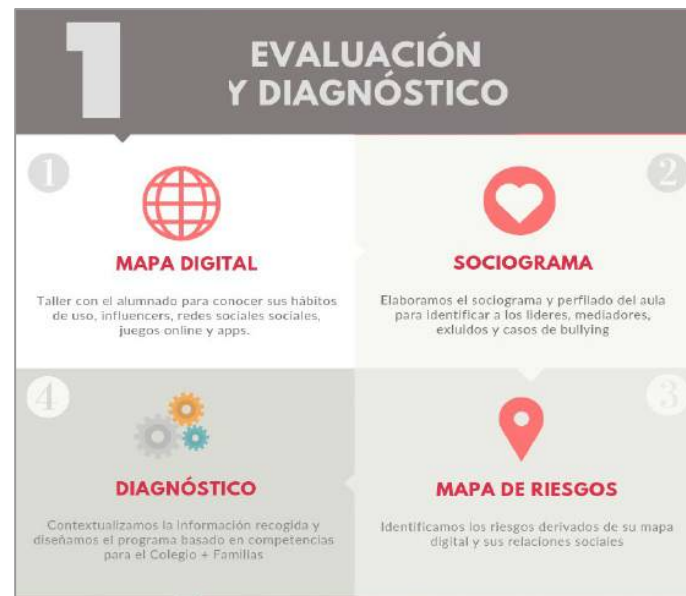 1
EVALUACIÓN
Y DIAGNÓSTICO
1
MAPA DIGITAL
Taller con el alumnado para conocer sus hábitos
de uso, influencers, redes sociales sociales,
juegos online y apps.
2
SOCIOGRAMA
Elaboramos el sociograma y perfilado del aula
para identificar a los lideres, mediadores,
exluidos y casos de bullying
3
MAPA DE RIESGOS
Identificamos los riesgos derivados de su mapa
digital y sus relaciones sociales
4
DIAGNÓSTICO
Contextualizamos la información recogida y
diseñamos el programa basado en competencias
para el Colegio + Familias